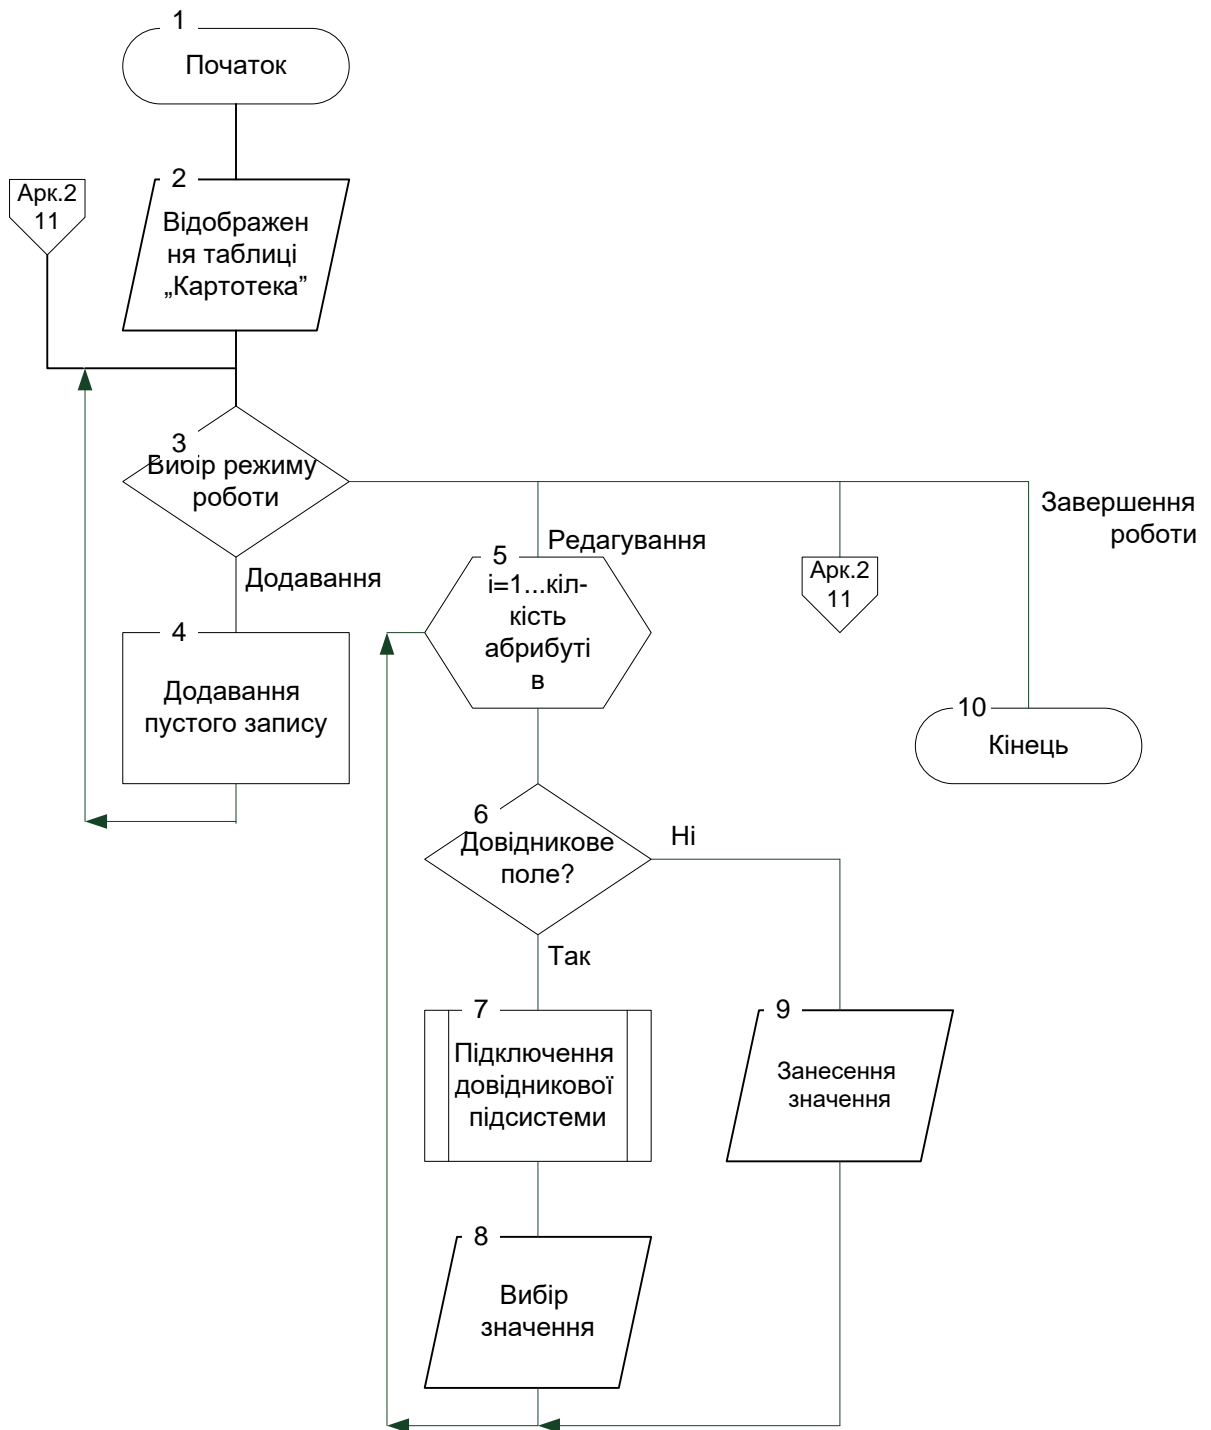 1
Початок
Арк.2
11
2
Відображен
ня таблиці
„Картотека”
3
Вибір режиму
роботи
Завершення
роботи
Додавання
Редагування
5
і=1...кіл-
кість
абрибуті
в
Арк.2
11
4
Додавання
пустого запису
10
Кінець
6
Довідникове
поле?
Ні
Так
7
Підключення
довідникової
підсистеми
9
Занесення
значення
8
Вибір
значення